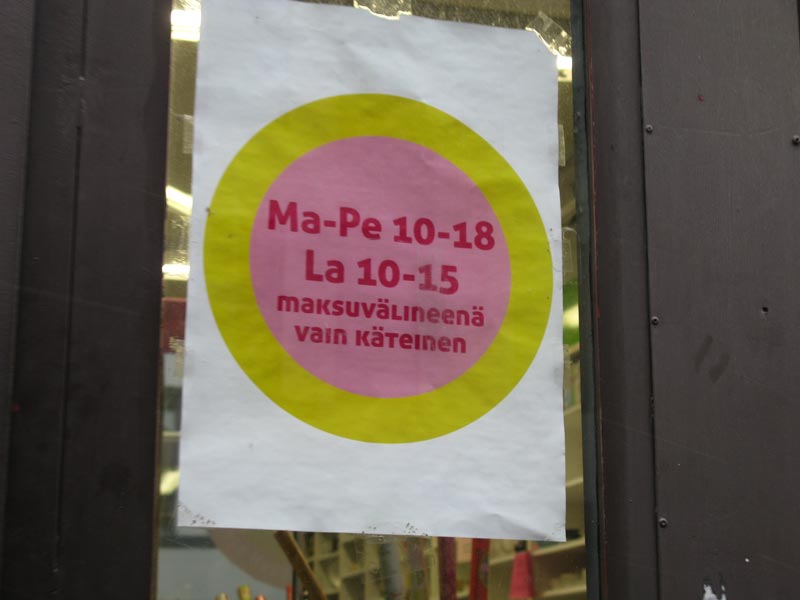 Ma-Pe 10-18
La 10-15
maksuvälineenä
vain käteinen